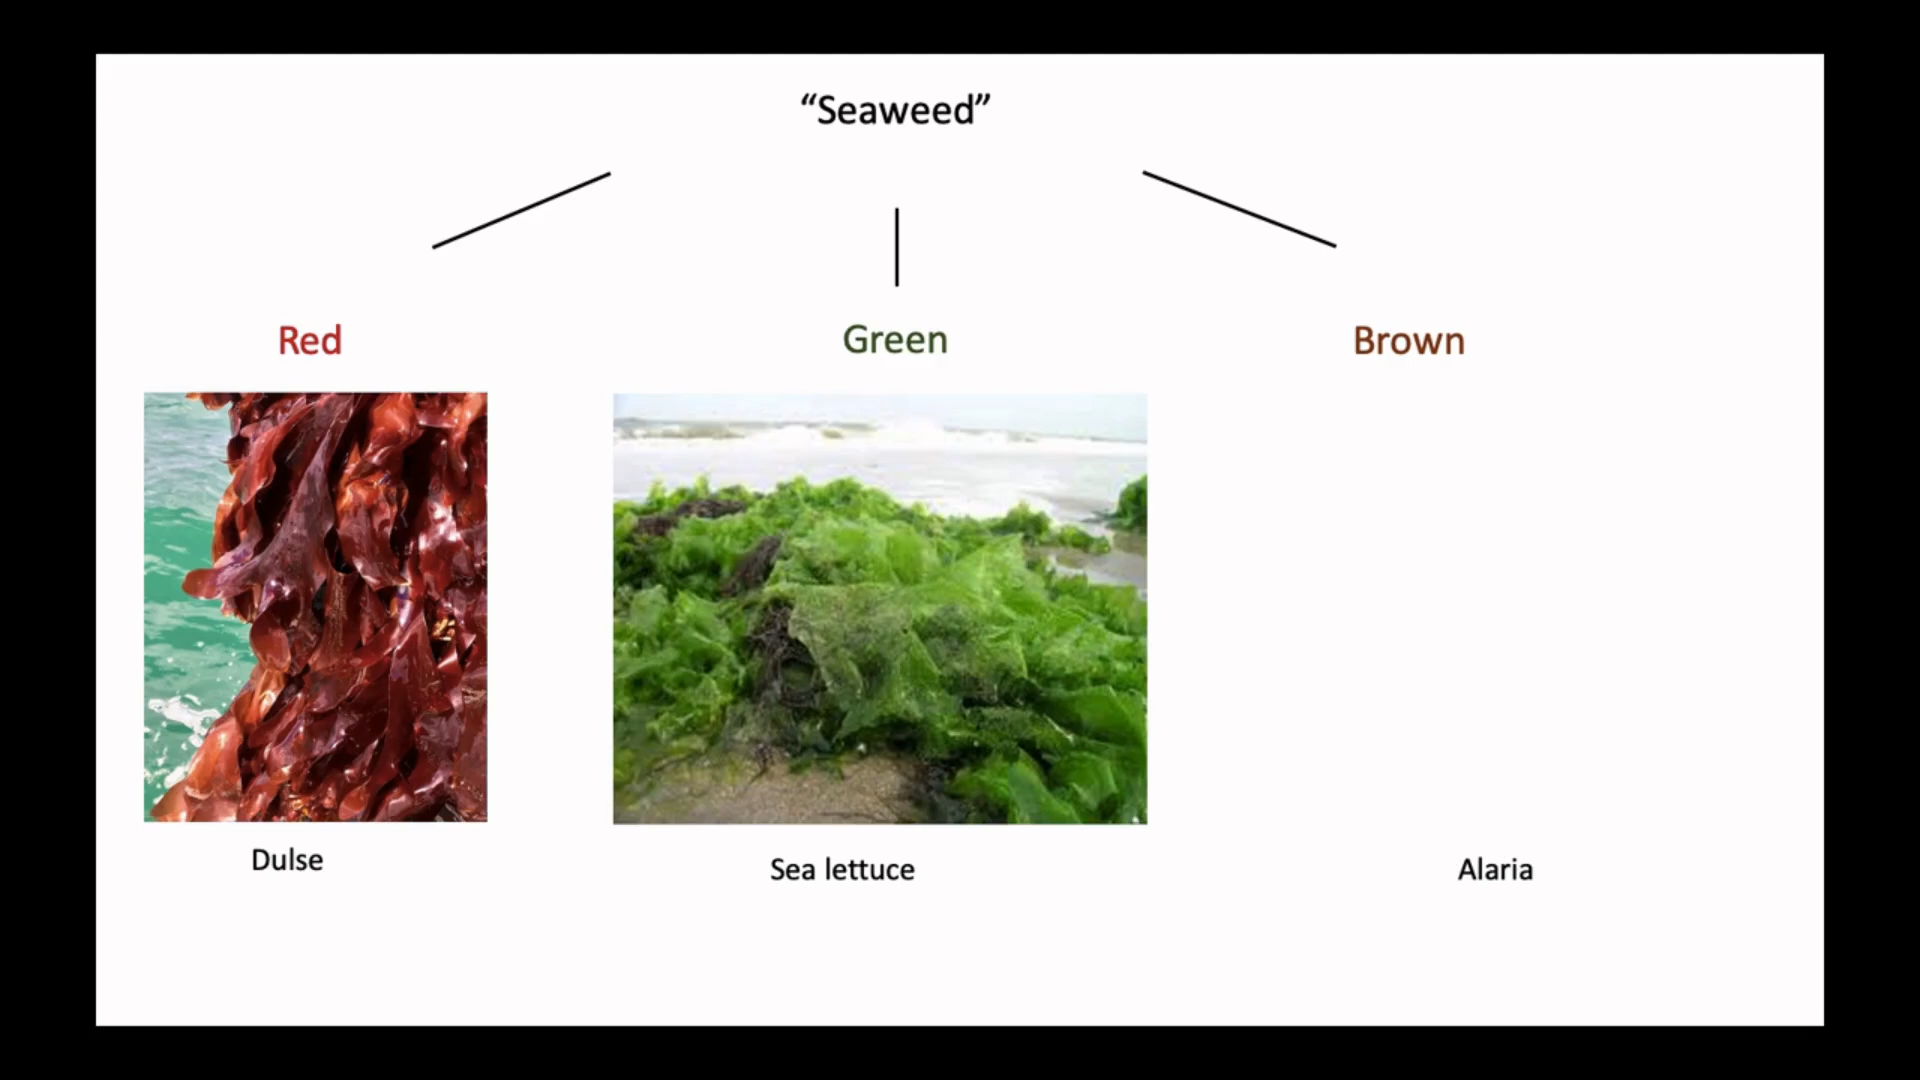 “Seaweed”
Red
Green
Brown
Dulse
Sea lettuce
Alaria